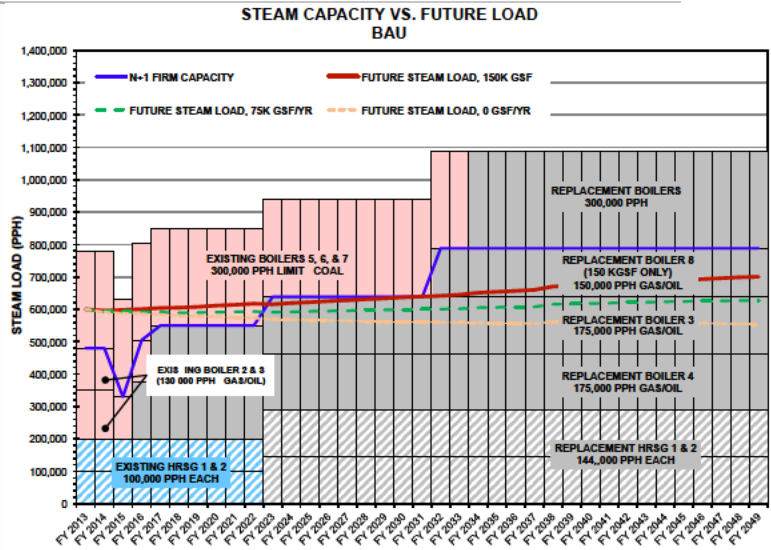 STEAM CAPACITY VS. FUTURE LOAD
BAU
1,400,000
1,300,000
1,200,000
1,100,000
1,000,000
900,000
800,000
700,000
600,000
500,000
400,000
300,000
200,000
100,000
0
STEAM LOAD (PPH)
N+1 FIRM CAPACITY
FUTURE STEAM LOAD, 150K GSF
FUTURE STEAM LOAD, 75K GSF/YR
FUTURE STEAM LOAD, 0 GSF/YR
REPLACEMENT BOILERS
300,000 PPH
EXISTING BOILERS 5, 6, & 7
300,000 PPH LIMIT COAL
REPLACEMENT BOILER 8
(150 KGSF ONLY)
150,000 PPH GAS/OIL
REPLACEMENT BOILER 3
175,000 PPH GAS/OIL
EXIS ING BOILER 2 & 3
(130 000 PPH GAS/OIL)
REPLACEMENT BOILER 4
175,000 PPH GAS/OIL
EXISTING HRSG 1 & 2
100,000 PPH EACH
REPLACEMENT HRSG 1 & 2
144,,000 PPH EACH
FY 2013
FY 2014
FY 2015
FY 2016
FY 2017
FY 2018
FY 2019
FY 2020
FY 2021
FY 2022
FY 2023
FY 2024
FY 2025
FY 2026
FY 2027
FY 2028
FY 2029
FY 2030
FY 2031
FY 2032
FY 2033
FY 2034
FY 2035
FY 2036
FY 2037
FY 2038
FY 2039
FY 2040
FY 2041
FY 2042
FY 2043
FY 2044
FY 2045
FY 2046
FY 2047
FY 2048
FY 2049